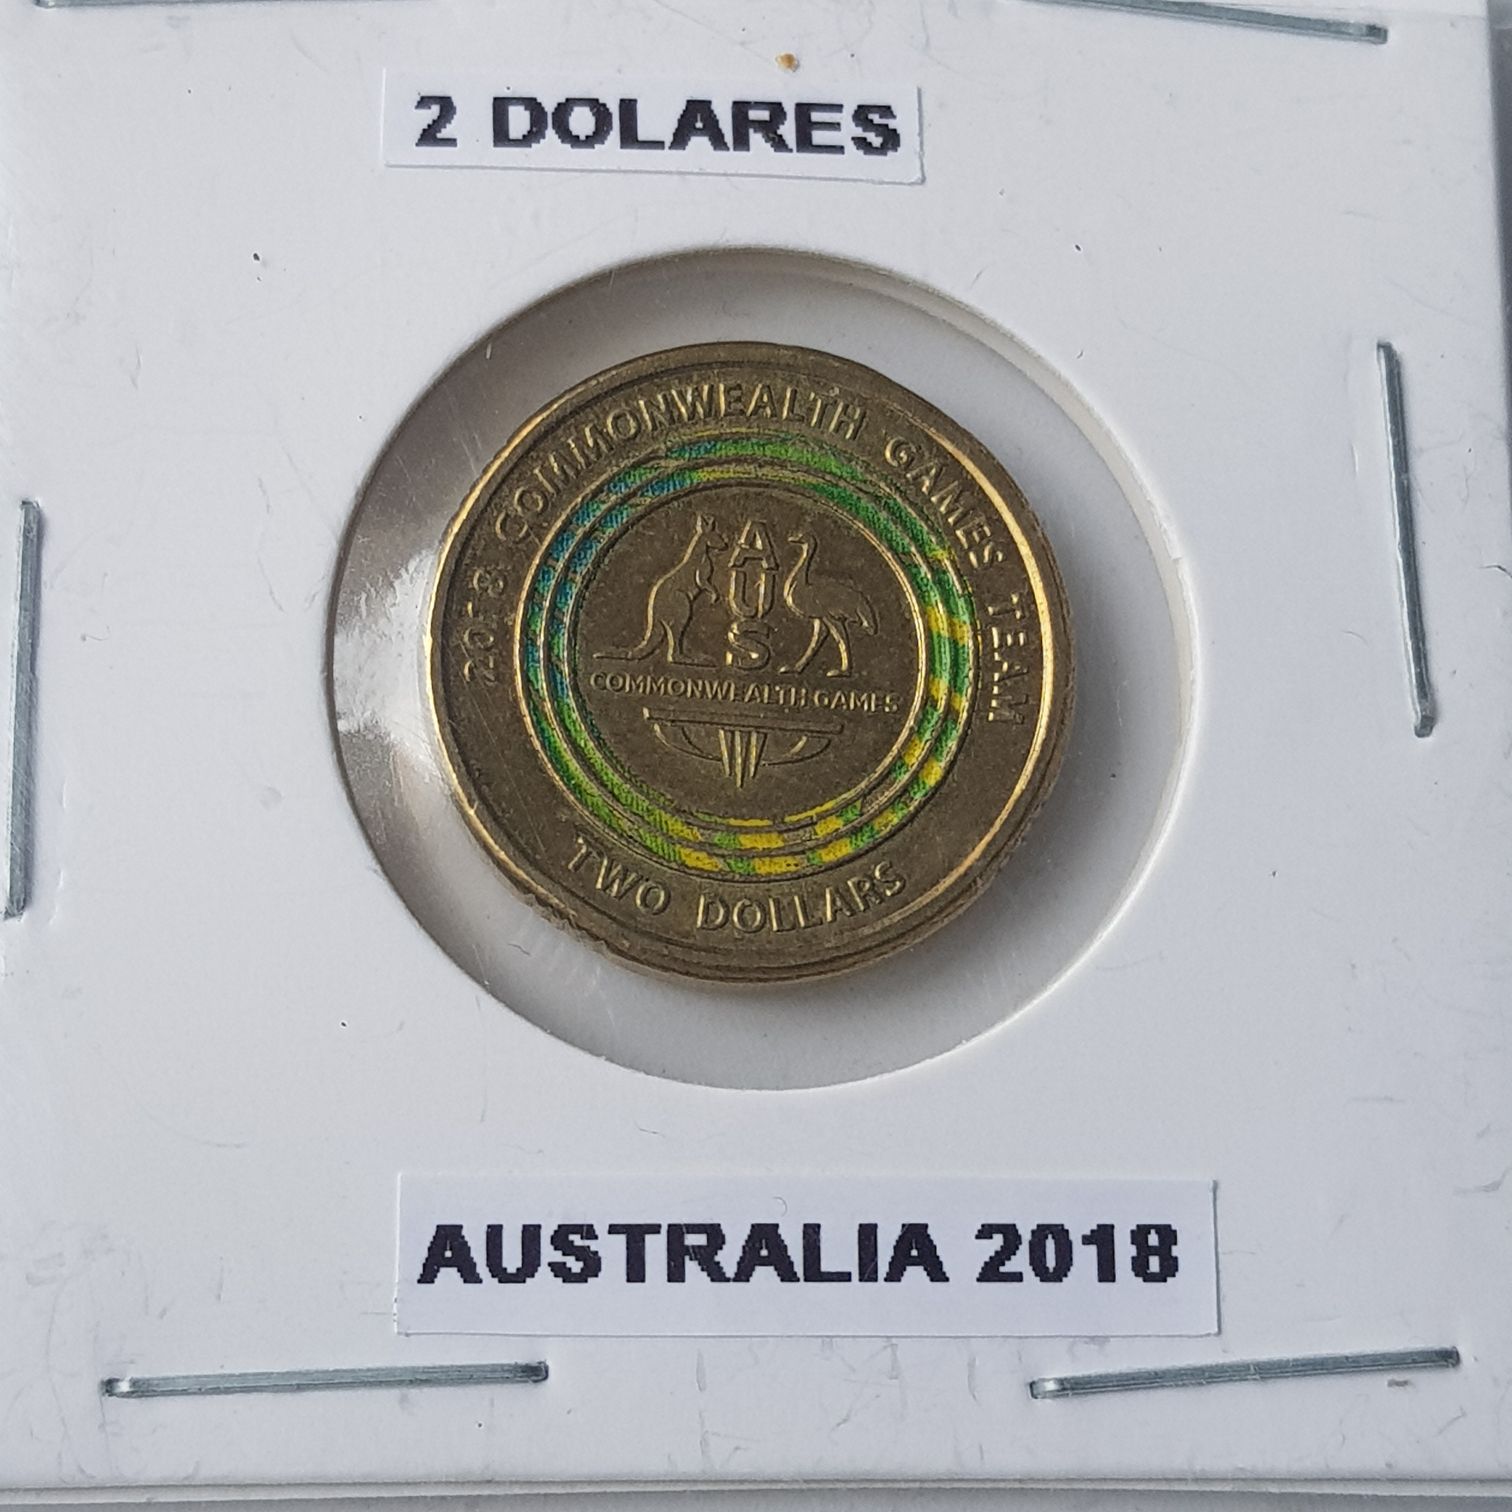 2 DOLARES
2018 COMMONWEALTH GAMES TEAM
AUS
COMMONWEALTH GAMES
TWO DOLLARS
AUSTRALIA 2018